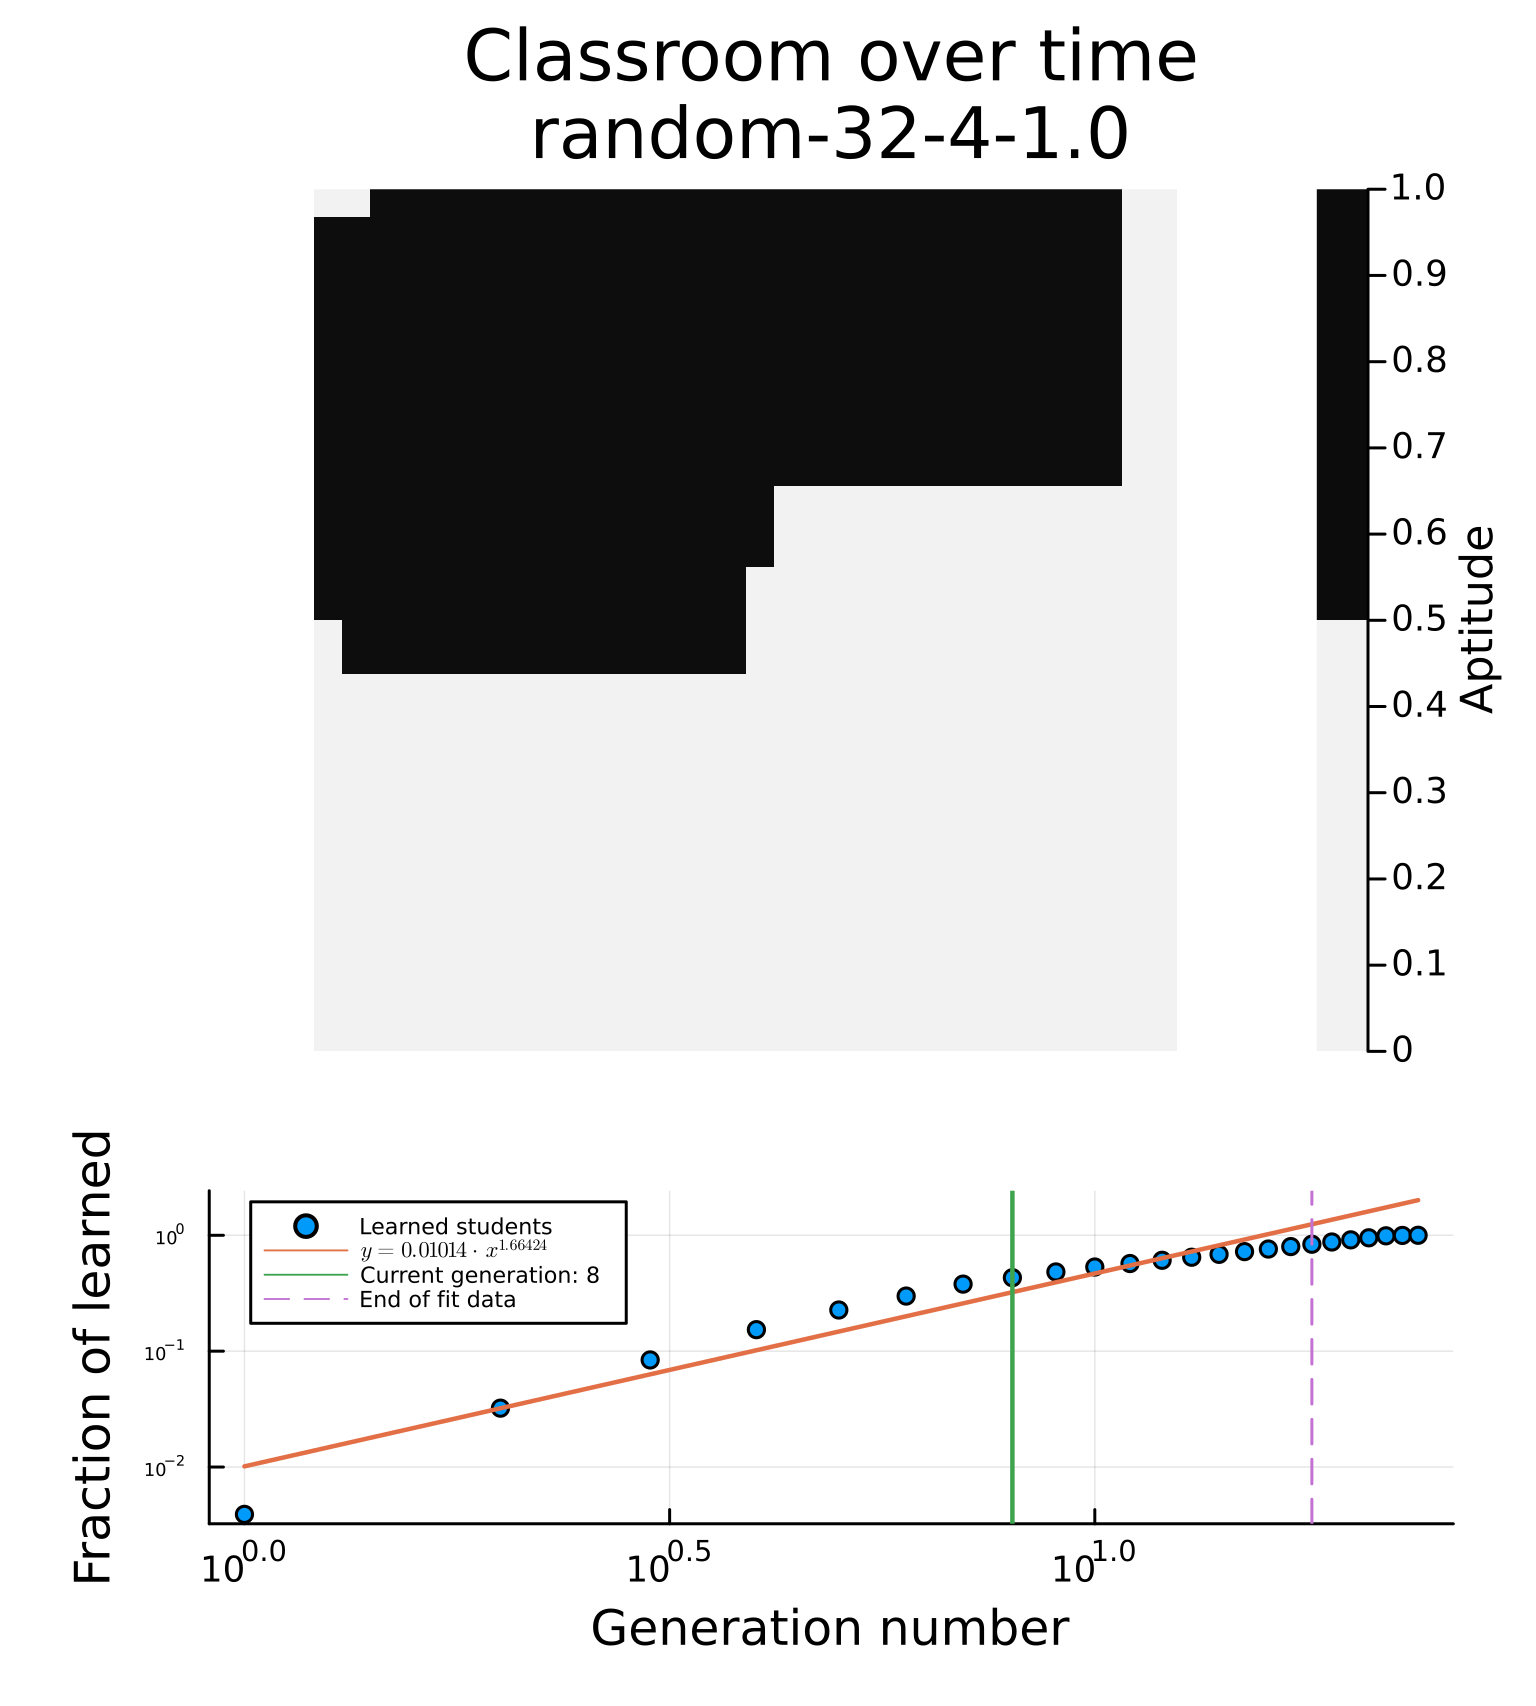 Classroom over time
random-32-4-1.0
1.0
0.9
0.8
0.7
0.6
0.5
0.4
0.3
0.2
0.1
0
Aptitude
Fraction of learned
10^0
10^−1
10^−2
Learned students
y = 0.01014 · x^1.66424
Current generation: 8
End of fit data
10^0.0
10^0.5
10^1.0
Generation number